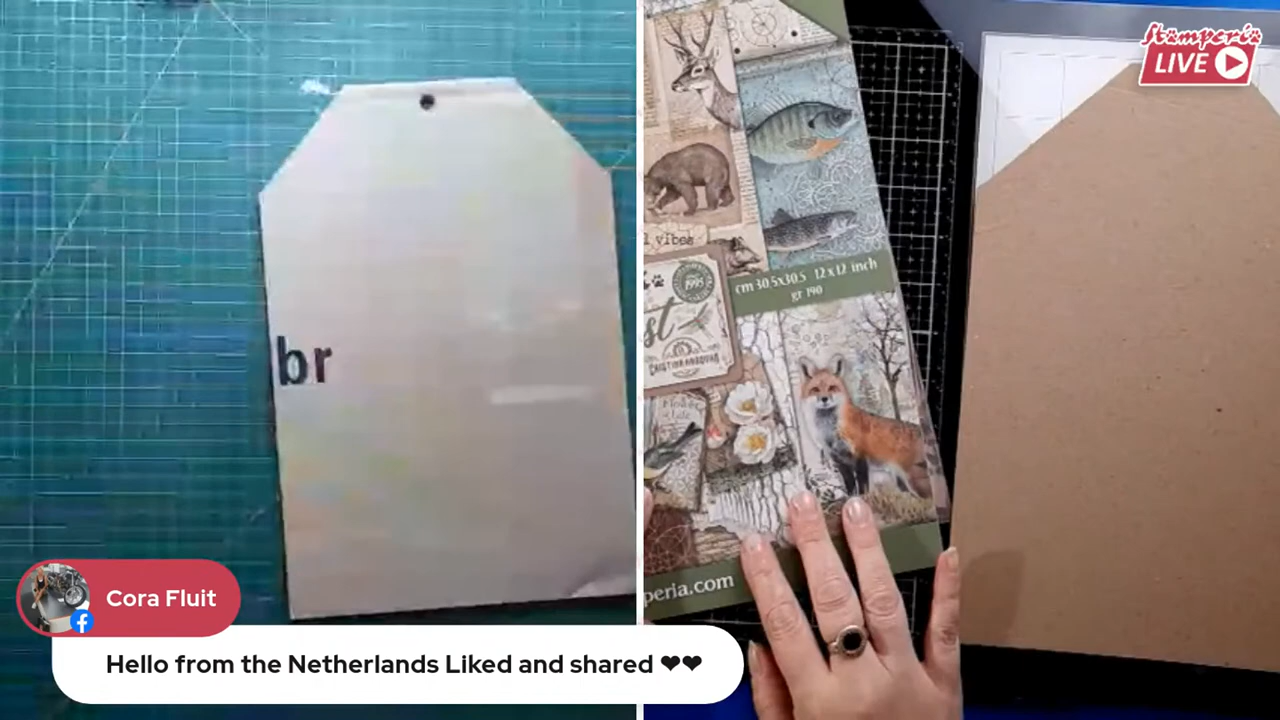 Stamperia
LIVE
br
l vibes
1995
cm 30.5x30.5 12x12 inch
gr 190
st
peria.com
Cora Fluit
Hello from the Netherlands Liked and shared ❤❤